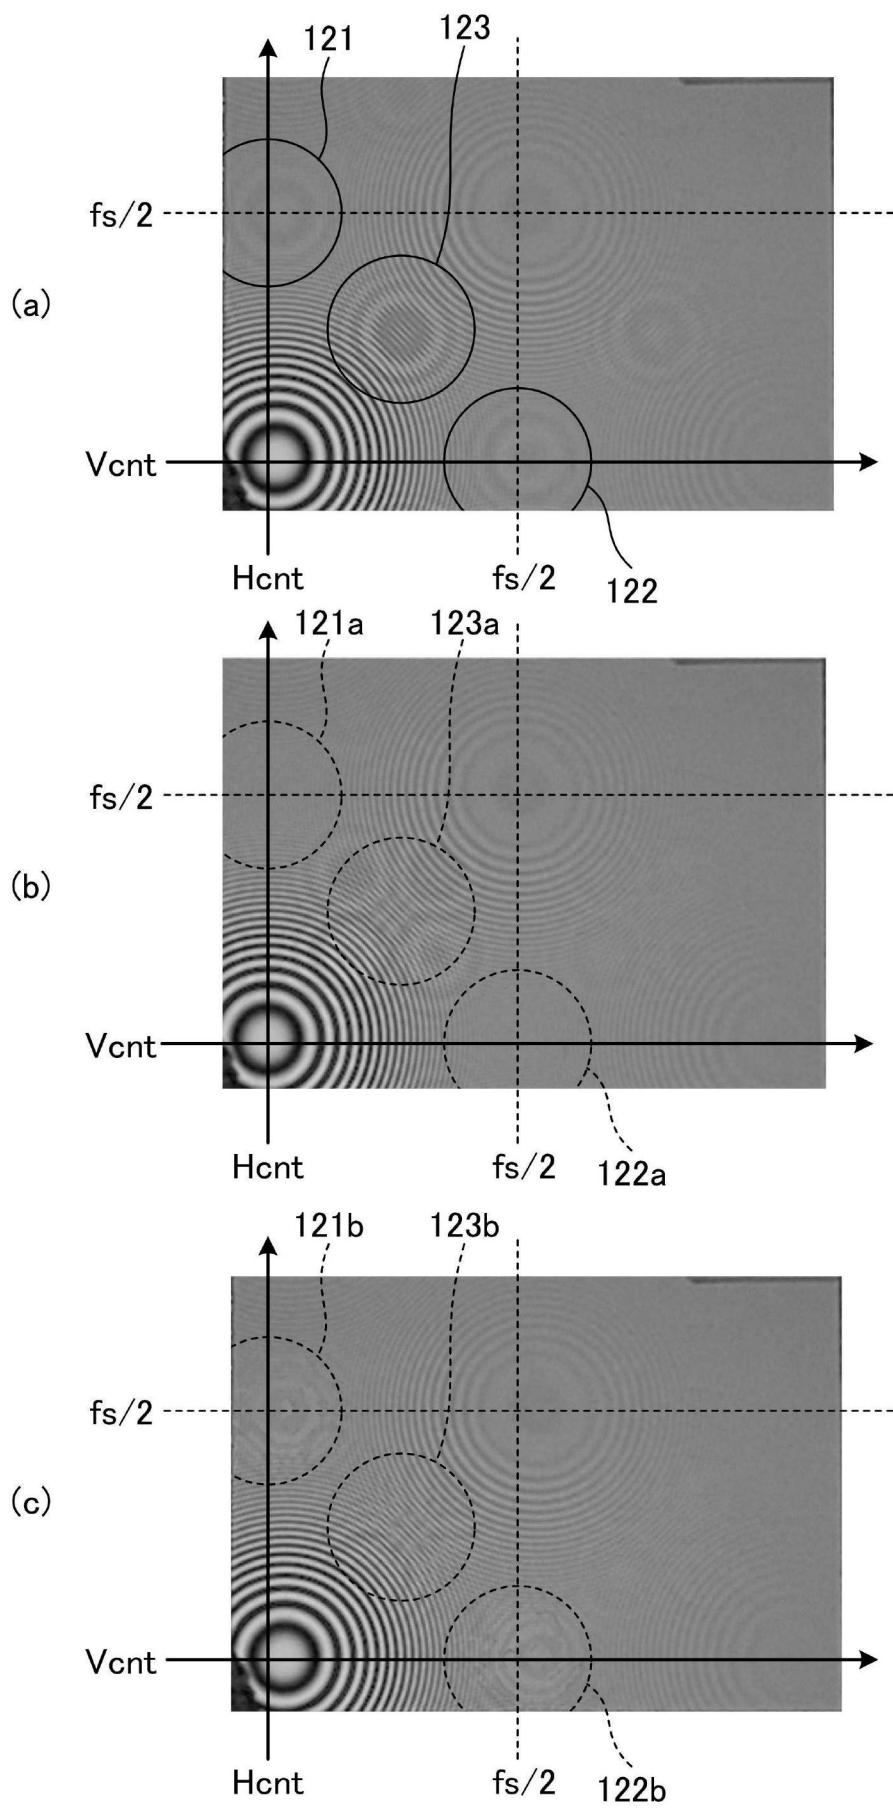 121
123
fs/2
(a)
Vcnt
Hcnt
fs/2
122
121a
123a
fs/2
(b)
Vcnt
Hcnt
fs/2
122a
121b
123b
fs/2
(c)
Vcnt
Hcnt
fs/2
122b